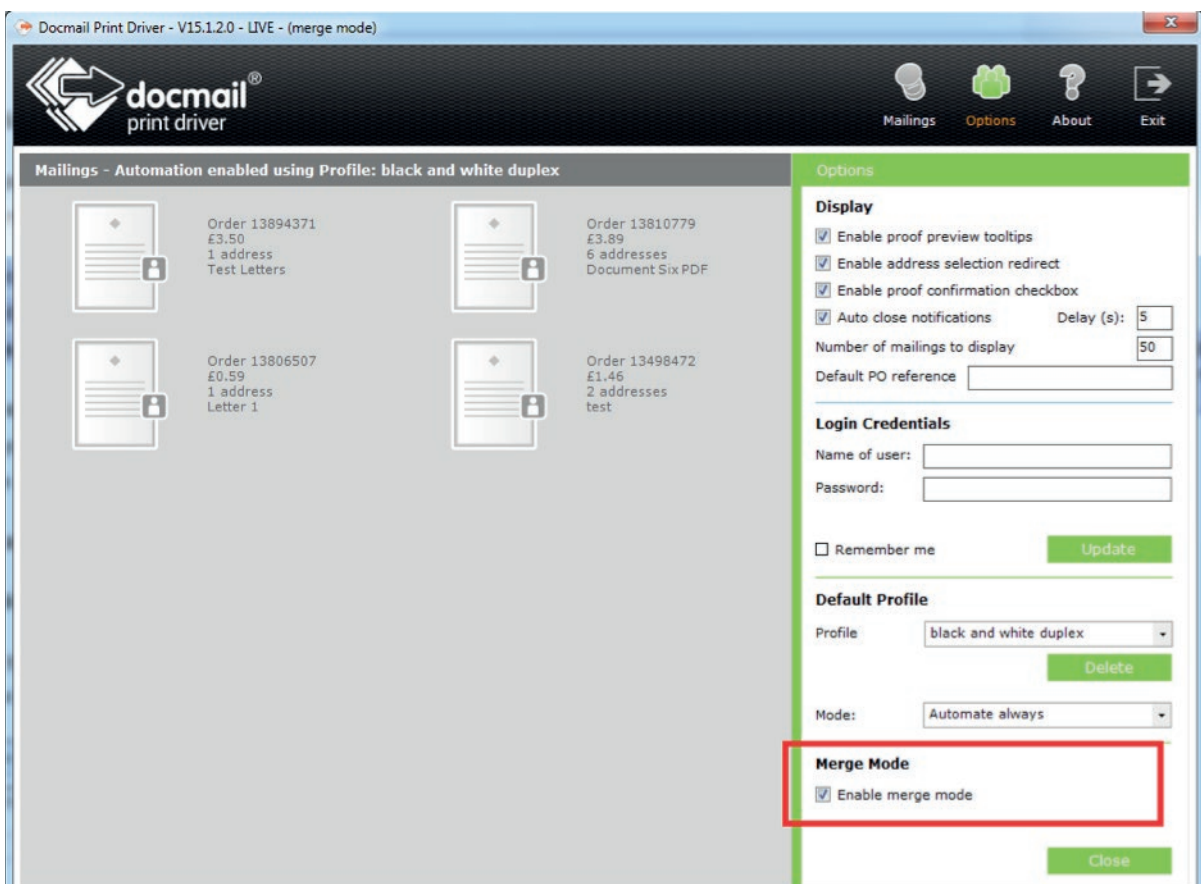 Docmail Print Driver - V15.1.2.0 - LIVE - (merge mode)
docmail®
print driver
Mailings
Options
About
Exit
Mailings - Automation enabled using Profile: black and white duplex
Order 13894371
£3.50
1 address
Test Letters
Order 13810779
£3.89
6 addresses
Document Six PDF
Order 13806507
£0.59
1 address
Letter 1
Order 13498472
£1.46
2 addresses
test
Options
Display
Enable proof preview tooltips
Enable address selection redirect
Enable proof confirmation checkbox
Auto close notifications Delay (s): 5
Number of mailings to display 50
Default PO reference
Login Credentials
Name of user:
Password:
Remember me Update
Default Profile
Profile black and white duplex
Delete
Mode: Automate always
Merge Mode
Enable merge mode
Close